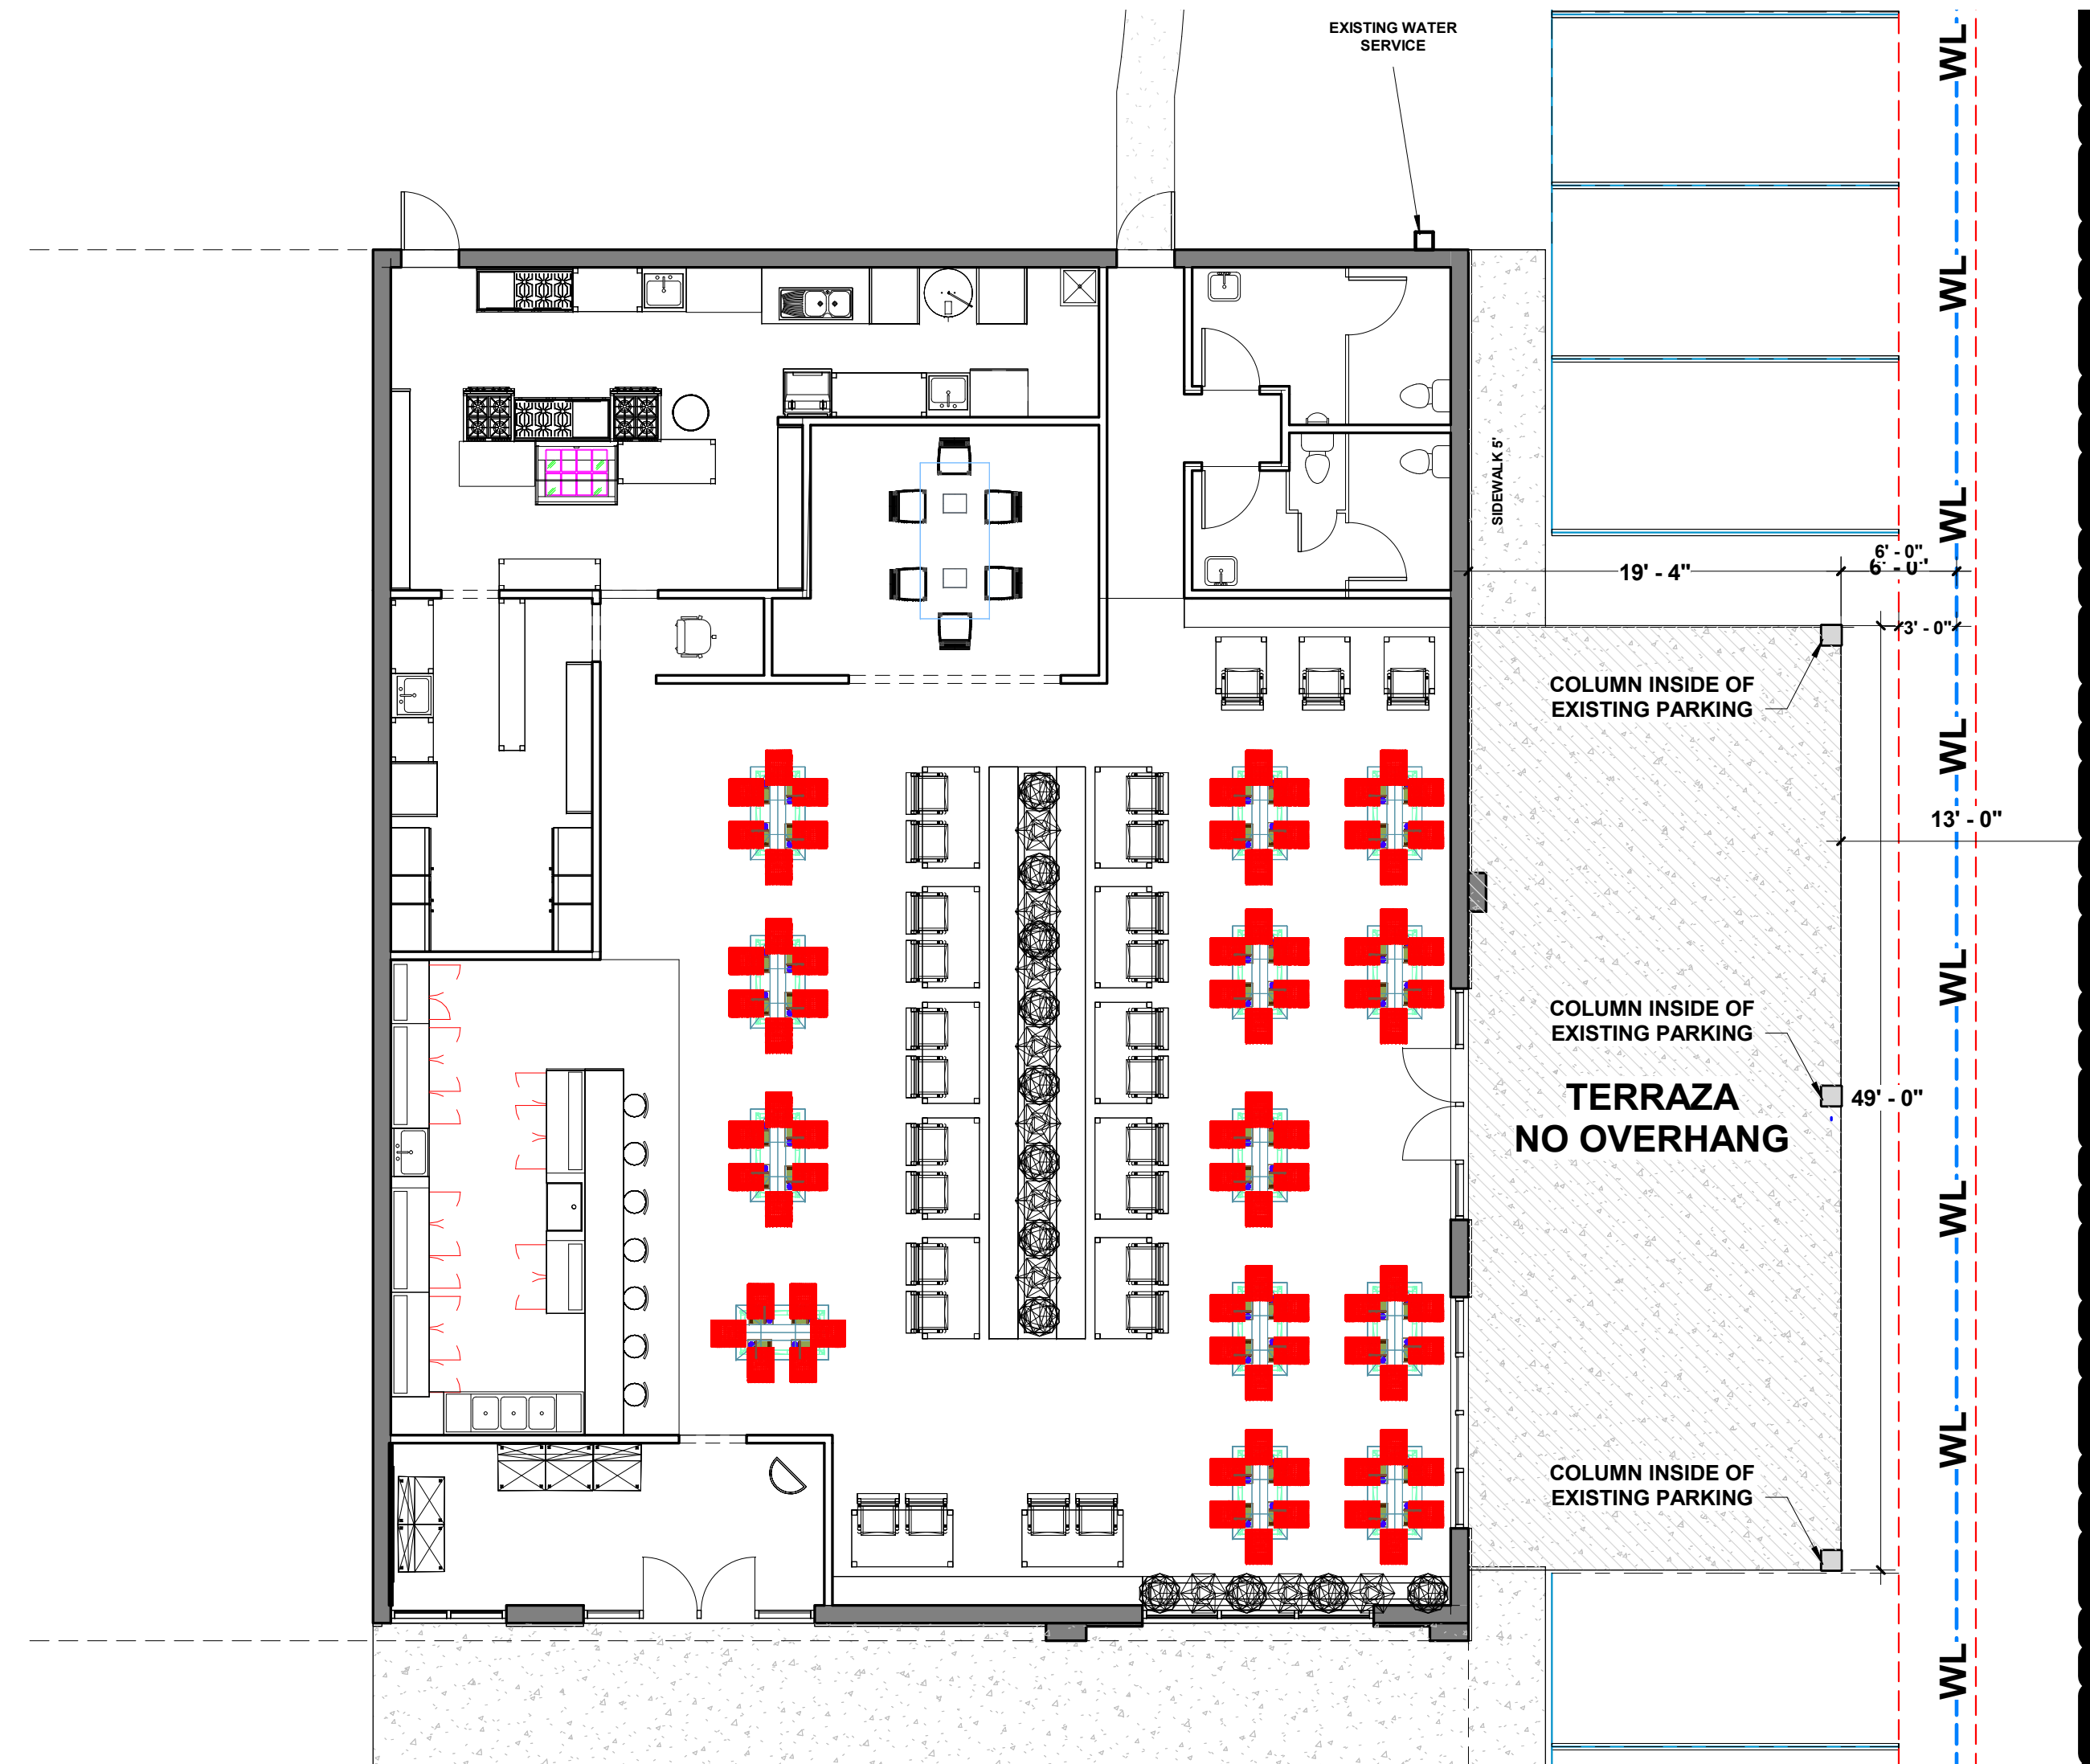 EXISTING WATER
SERVICE
WL
WL
WL
SIDEWALK 5'
19' - 4"
6' - 0"
6' - 0"
3' - 0"
COLUMN INSIDE OF
EXISTING PARKING
WL
13' - 0"
WL
COLUMN INSIDE OF
EXISTING PARKING
TERRAZA
NO OVERHANG
49' - 0"
WL
WL
COLUMN INSIDE OF
EXISTING PARKING
WL